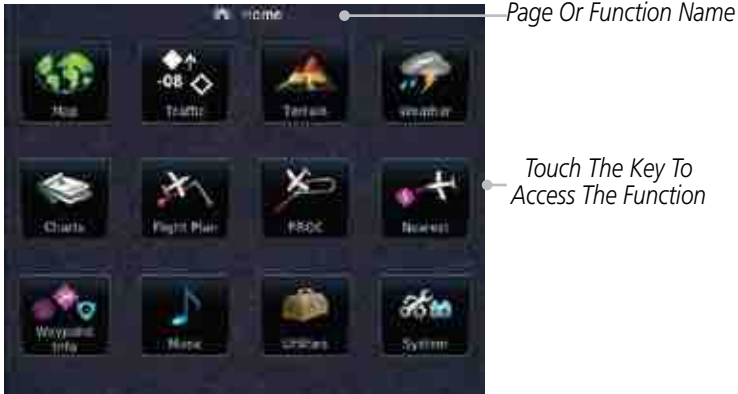 Home
Page Or Function Name
Map
Traffic
Terrain
Weather
-08
Touch The Key To
Access The Function
Charts
Flight Plan
PROC
Nearest
Waypoint
Info
Music
Utilities
System